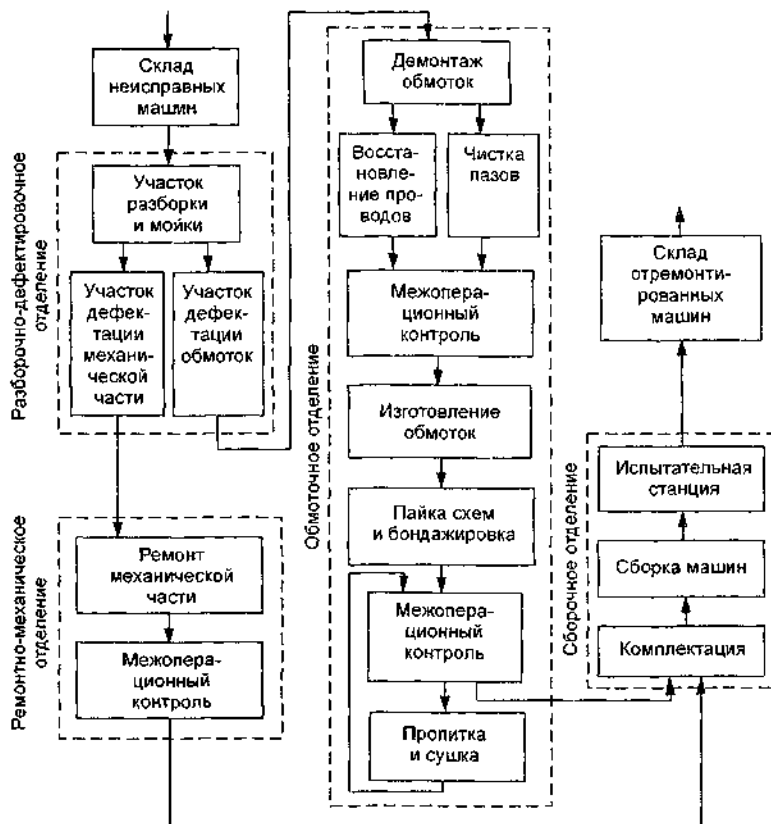 Склад
неисправных
машин
Разборочно-дефектировочное
отделение
Участок
разборки
и мойки
Участок
дефек-
тации
механи-
ческой
части
Участок
дефек-
тации
обмоток
Ремонтно-механическое
отделение
Ремонт
механической
части
Межопера-
ционный
контроль
Обмоточное отделение
Демонтаж
обмоток
Восста-
новле-
ние про-
водов
Чистка
пазов
Межопера-
ционный
контроль
Изготовление
обмоток
Пайка схем
и бондажировка
Межопера-
ционный
контроль
Пропитка
и сушка
Склад
отремонти-
рованных
машин
Сборочное отделение
Испытательная
станция
Сборка машин
Комплектация